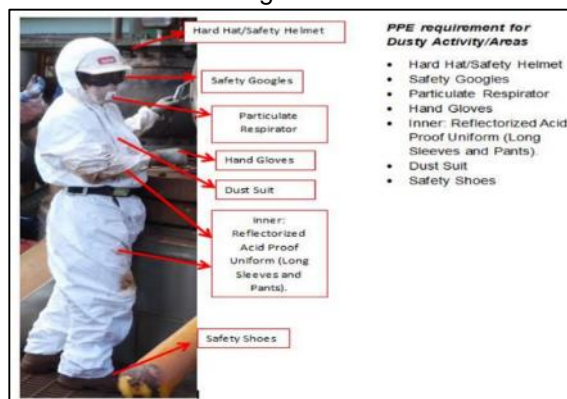 Hard Hat/Safety Helmet
Safety Googles
Particulate
Respirator
Hand Gloves
Dust Suit
Inner:
Reflectorized
Acid Proof
Uniform (Long
Sleeves and
Pants).
Safety Shoes
PPE requirement for
Dusty Activity/Areas
• Hard Hat/Safety Helmet
• Safety Googles
• Particulate Respirator
• Hand Gloves
• Inner: Reflectorized Acid
Proof Uniform (Long
Sleeves and Pants).
• Dust Suit
• Safety Shoes